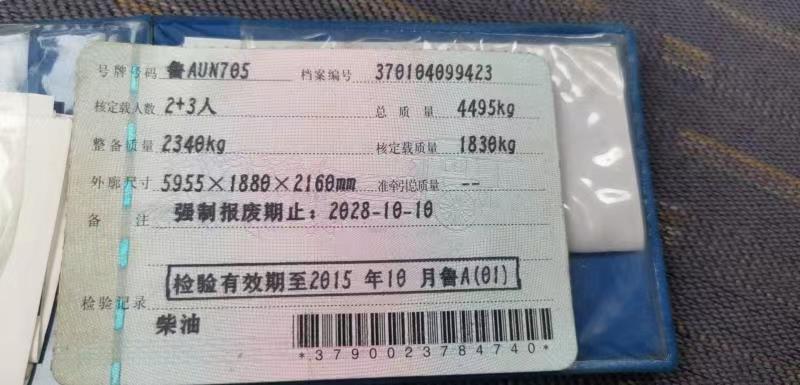 号牌号码 鲁AUN705 档案编号 370104099423
核定载人数 2+3人 总质量 4495kg
整备质量 2340kg 核定载质量 1830kg
外廓尺寸 5955×1880×2160mm 准牵引总质量 --
备注 强制报废期止：2028-10-10
检验有效期至2015 年10 月鲁A(01)
检验记录
柴油
*3790023784740*